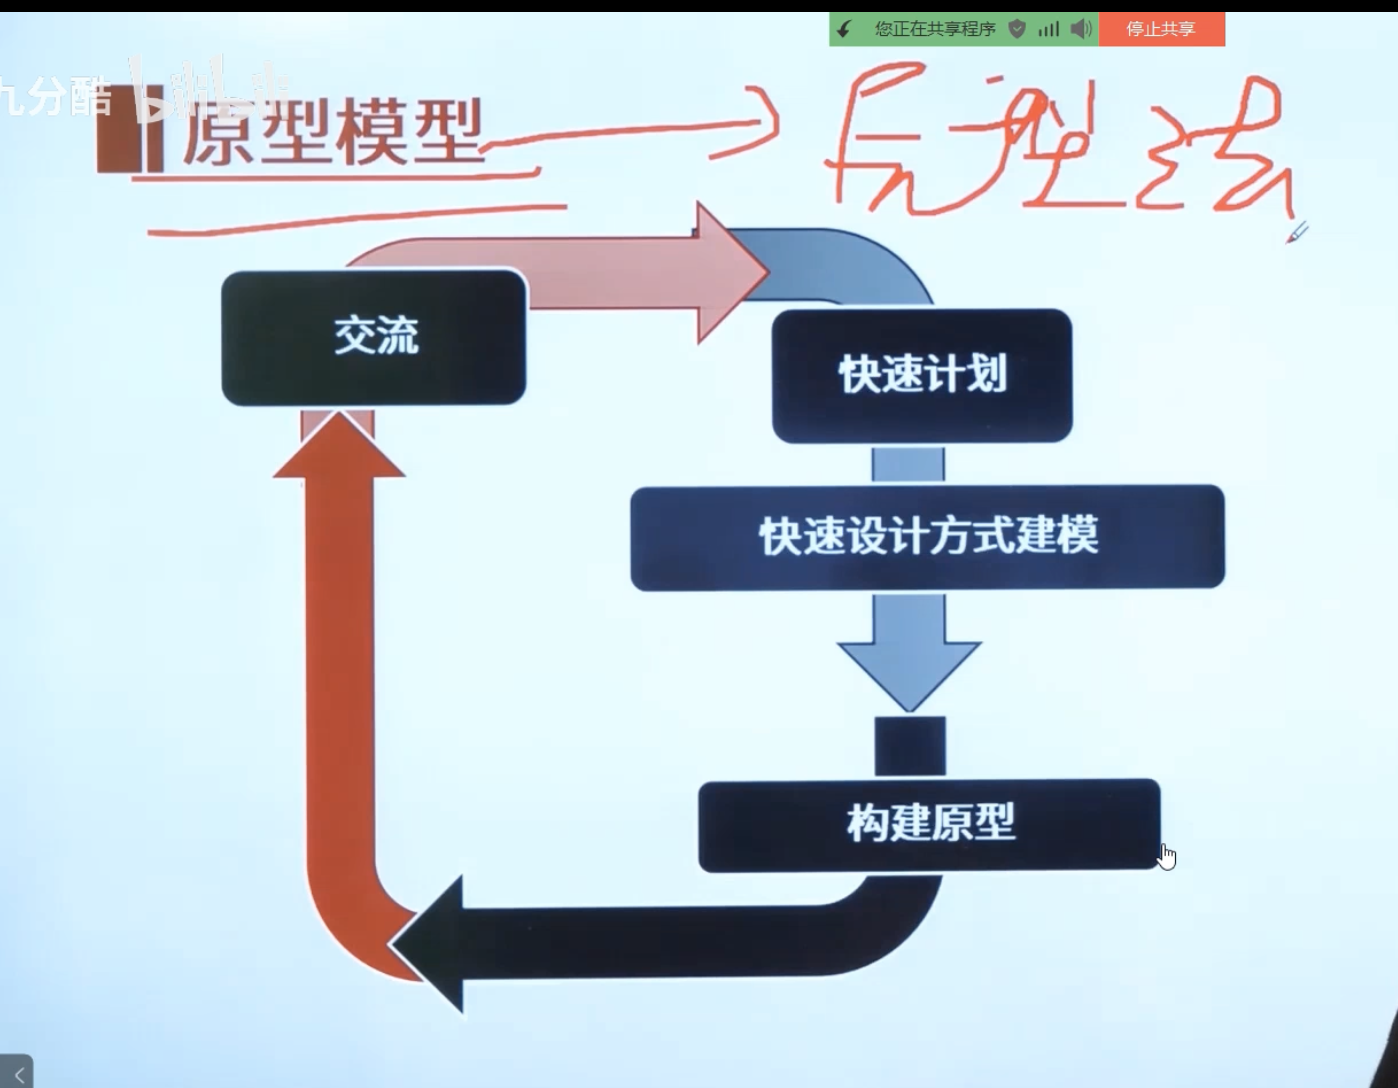 您正在共享程序 停止共享
九分酷 bilibili
原型模型 原型法
交流
快速计划
快速设计方式建模
构建原型